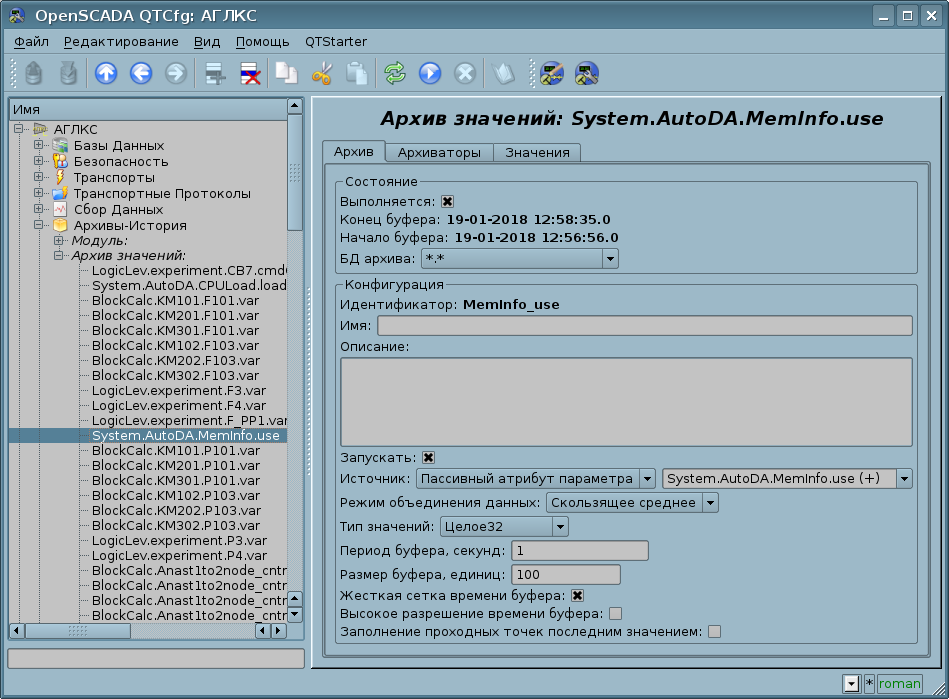 OpenSCADA QTCfg: АГЛКС
Файл Редактирование Вид Помощь QTStarter
Имя
АГЛКС
Базы Данных
Безопасность
Транспорты
Транспортные Протоколы
Сбор Данных
Архивы-История
Модуль:
Архив значений:
LogicLev.experiment.CB7.cmd
System.AutoDA.CPULoad.load
BlockCalc.KM101.F101.var
BlockCalc.KM201.F101.var
BlockCalc.KM301.F101.var
BlockCalc.KM102.F103.var
BlockCalc.KM202.F103.var
BlockCalc.KM302.F103.var
LogicLev.experiment.F3.var
LogicLev.experiment.F4.var
LogicLev.experiment.F_PP1.var
System.AutoDA.MemInfo.use
BlockCalc.KM101.P101.var
BlockCalc.KM201.P101.var
BlockCalc.KM301.P101.var
BlockCalc.KM102.P103.var
BlockCalc.KM202.P103.var
BlockCalc.KM302.P103.var
LogicLev.experiment.P3.var
LogicLev.experiment.P4.var
BlockCalc.Anast1to2node_cntr
BlockCalc.Anast1to2node_cntr
BlockCalc.Anast1to2node_cntr
BlockCalc.Anast1to2node_cntr
Архив значений: System.AutoDA.MemInfo.use
Архив Архиваторы Значения
Состояние
Выполняется:
Конец буфера: 19-01-2018 12:58:35.0
Начало буфера: 19-01-2018 12:56:56.0
БД архива: *.*
Конфигурация
Идентификатор: MemInfo_use
Имя:
Описание:
Запускать:
Источник: Пассивный атрибут параметра System.AutoDA.MemInfo.use (+)
Режим объединения данных: Скользящее среднее
Тип значений: Целое32
Период буфера, секунд: 1
Размер буфера, единиц: 100
Жесткая сетка времени буфера:
Высокое разрешение времени буфера:
Заполнение проходных точек последним значением:
* roman